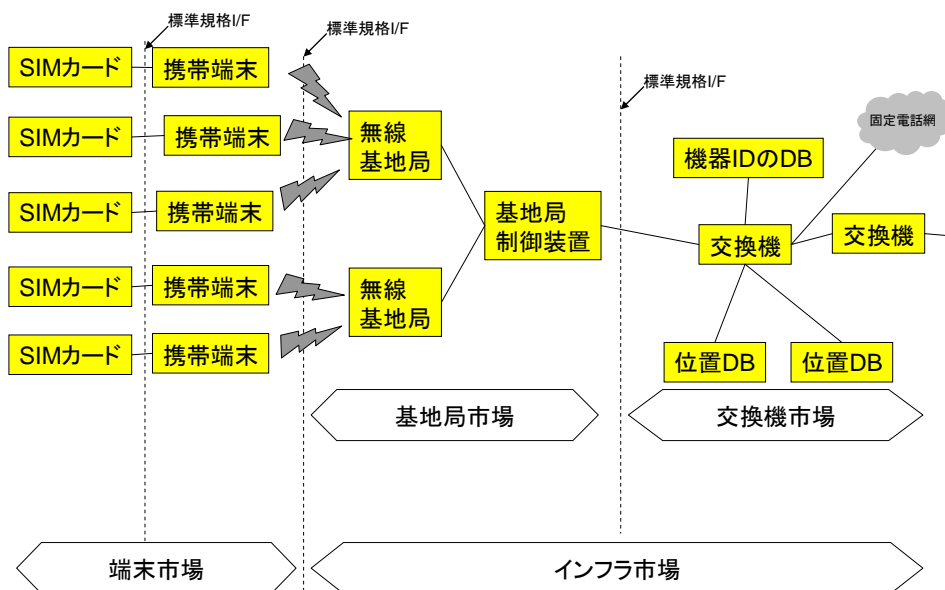 標準規格I/F
標準規格I/F
標準規格I/F
SIMカード
携帯端末
SIMカード
携帯端末
SIMカード
携帯端末
SIMカード
携帯端末
SIMカード
携帯端末
無線
基地局
無線
基地局
基地局
制御装置
機器IDのDB
固定電話網
交換機
交換機
位置DB
位置DB
基地局市場
交換機市場
端末市場
インフラ市場